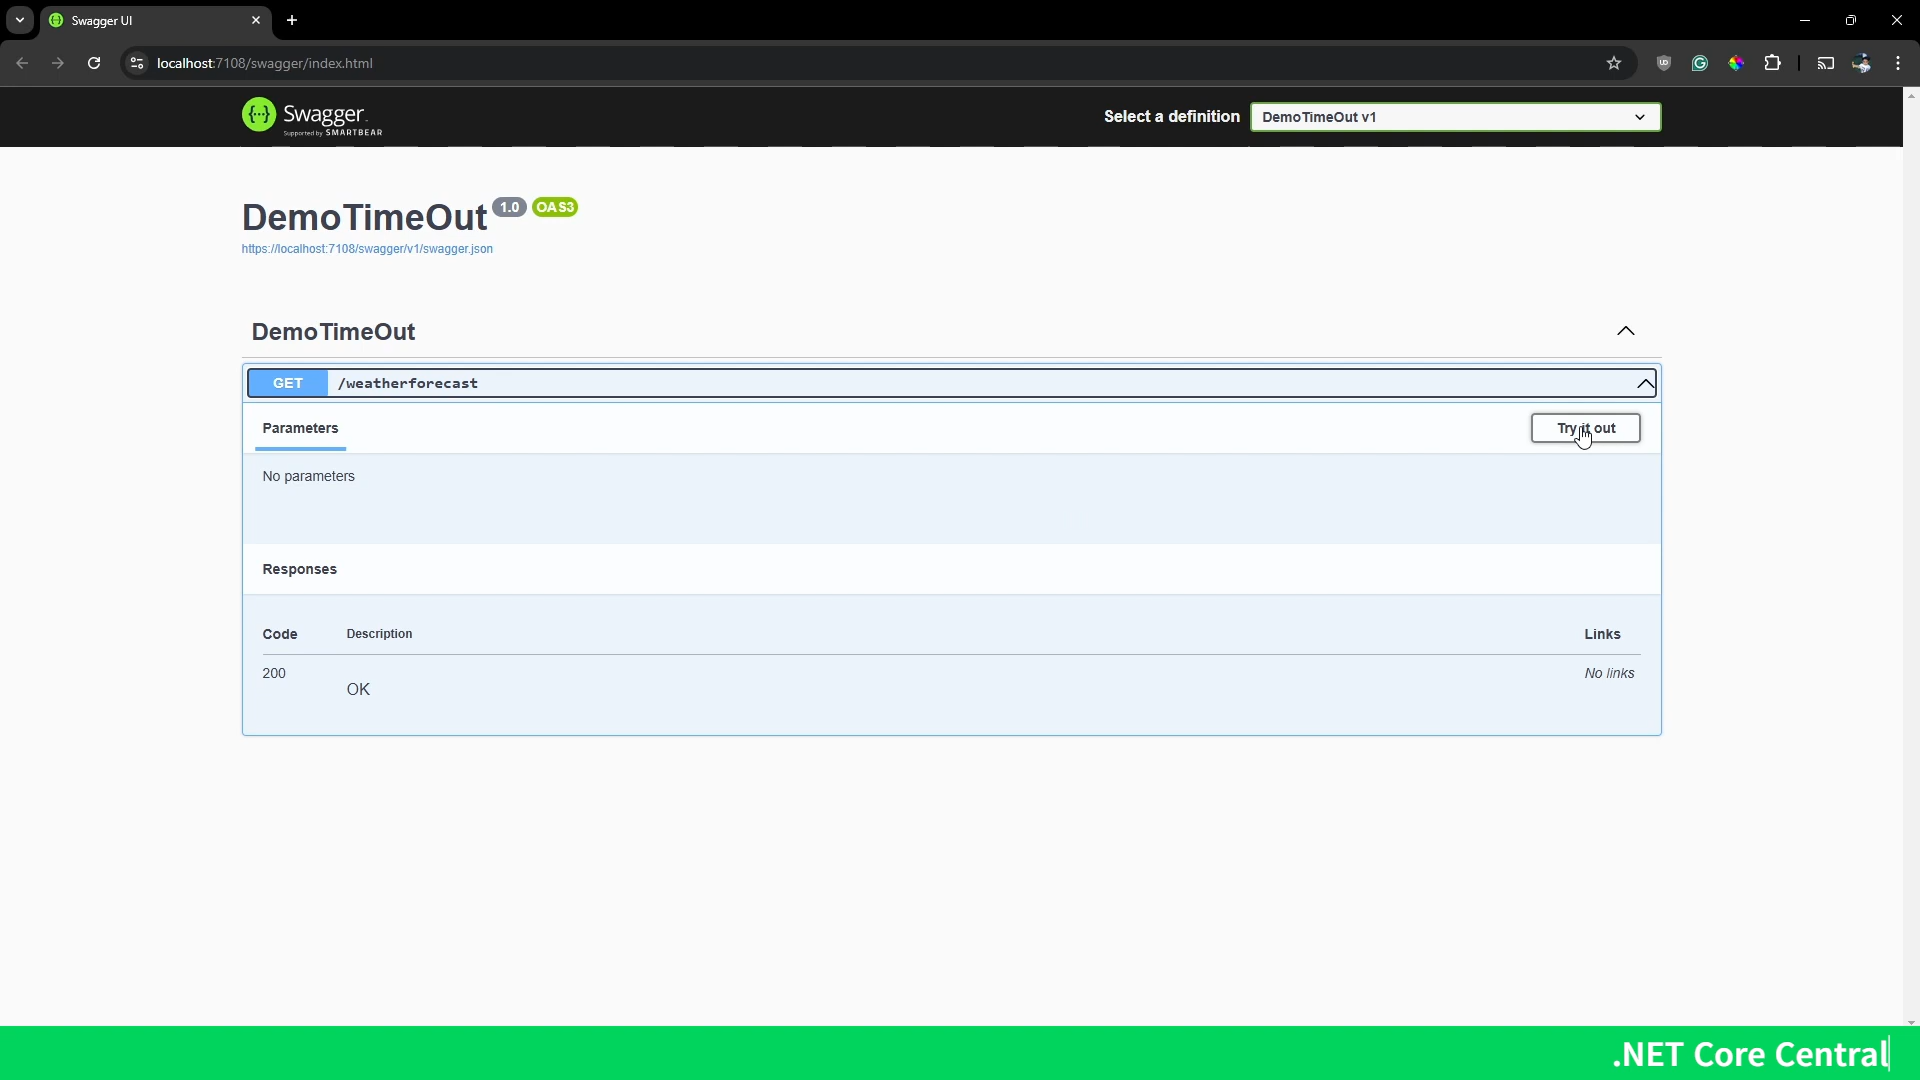 Swagger UI
localhost:7108/swagger/index.html
Swagger
Supported by SMARTBEAR
Select a definition
DemoTimeOut v1
DemoTimeOut 1.0 OAS3
https://localhost:7108/swagger/v1/swagger.json
DemoTimeOut
GET /weatherforecast
Parameters
Try it out
No parameters
Responses
Code Description Links
200 No links
OK
.NET Core Central